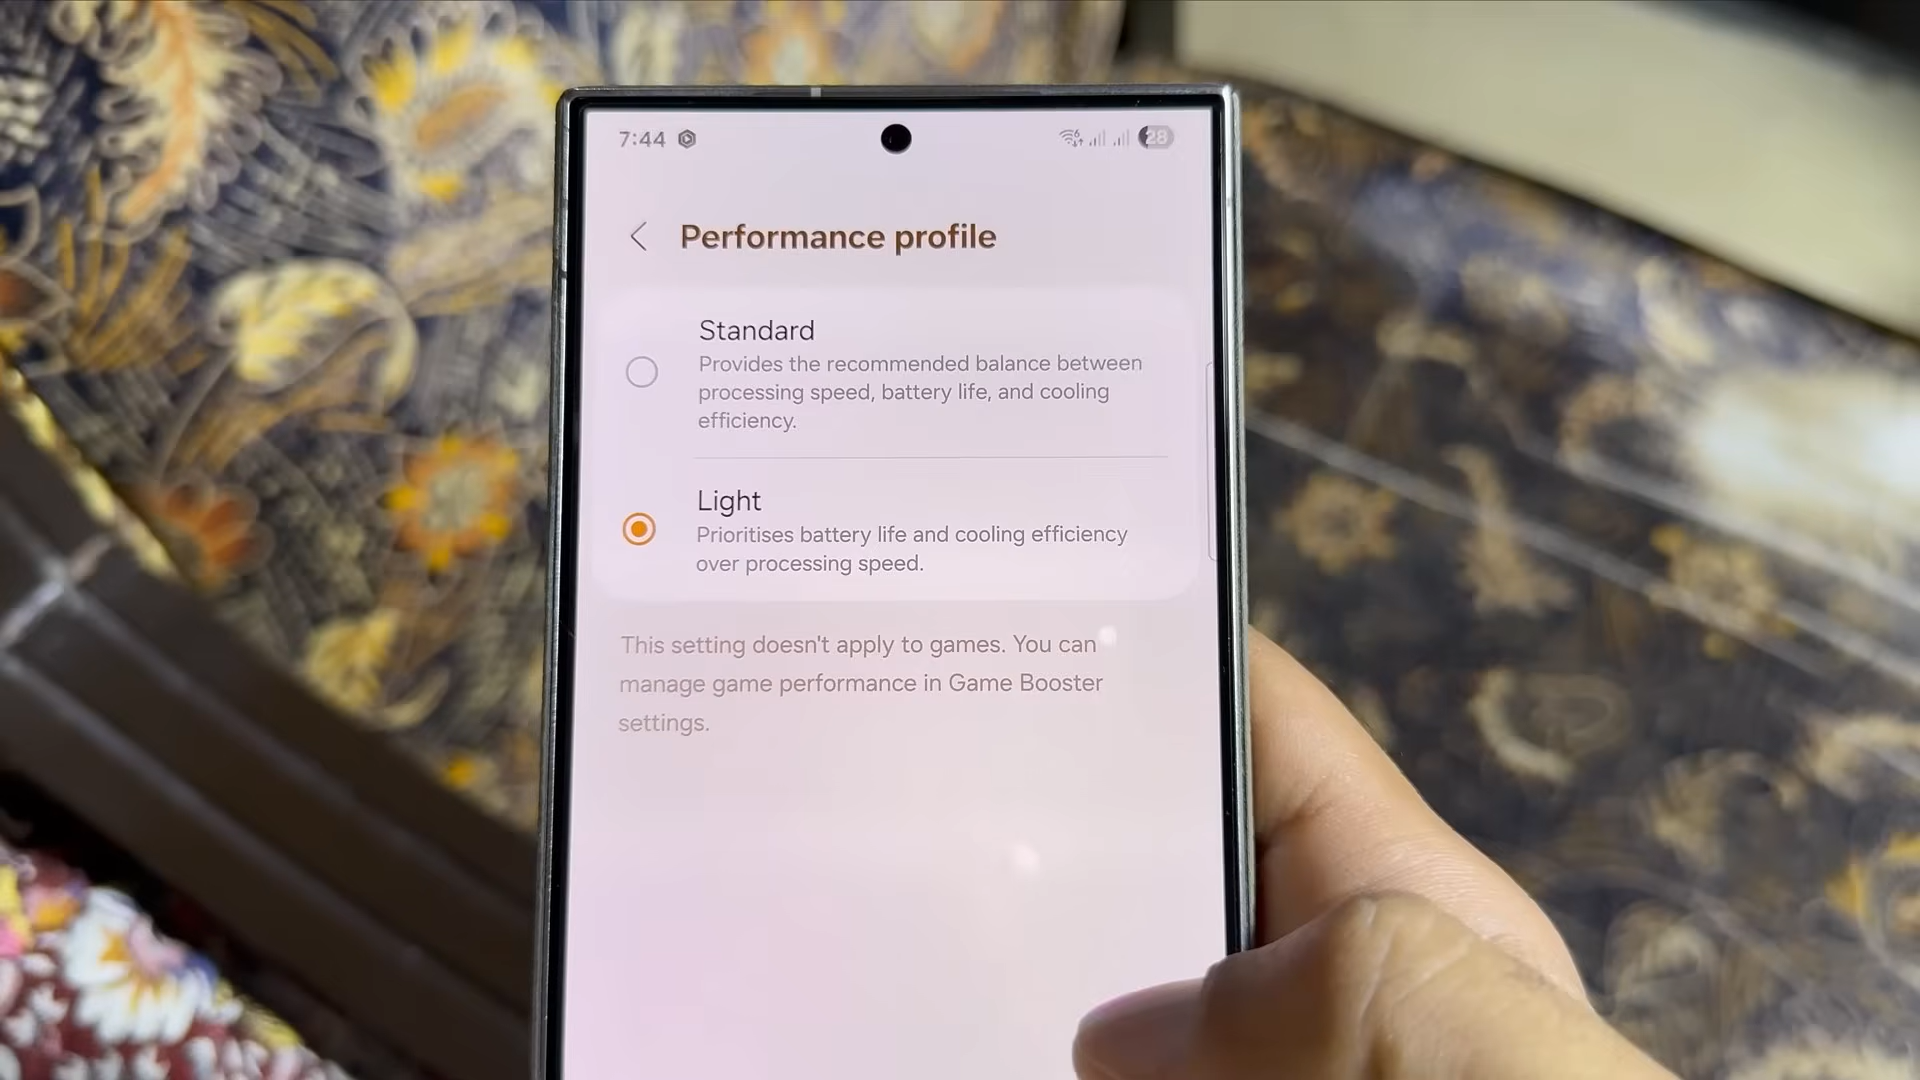 7:44
28
Performance profile
Standard
Provides the recommended balance between
processing speed, battery life, and cooling
efficiency.
Light
Prioritises battery life and cooling efficiency
over processing speed.
This setting doesn't apply to games. You can
manage game performance in Game Booster
settings.